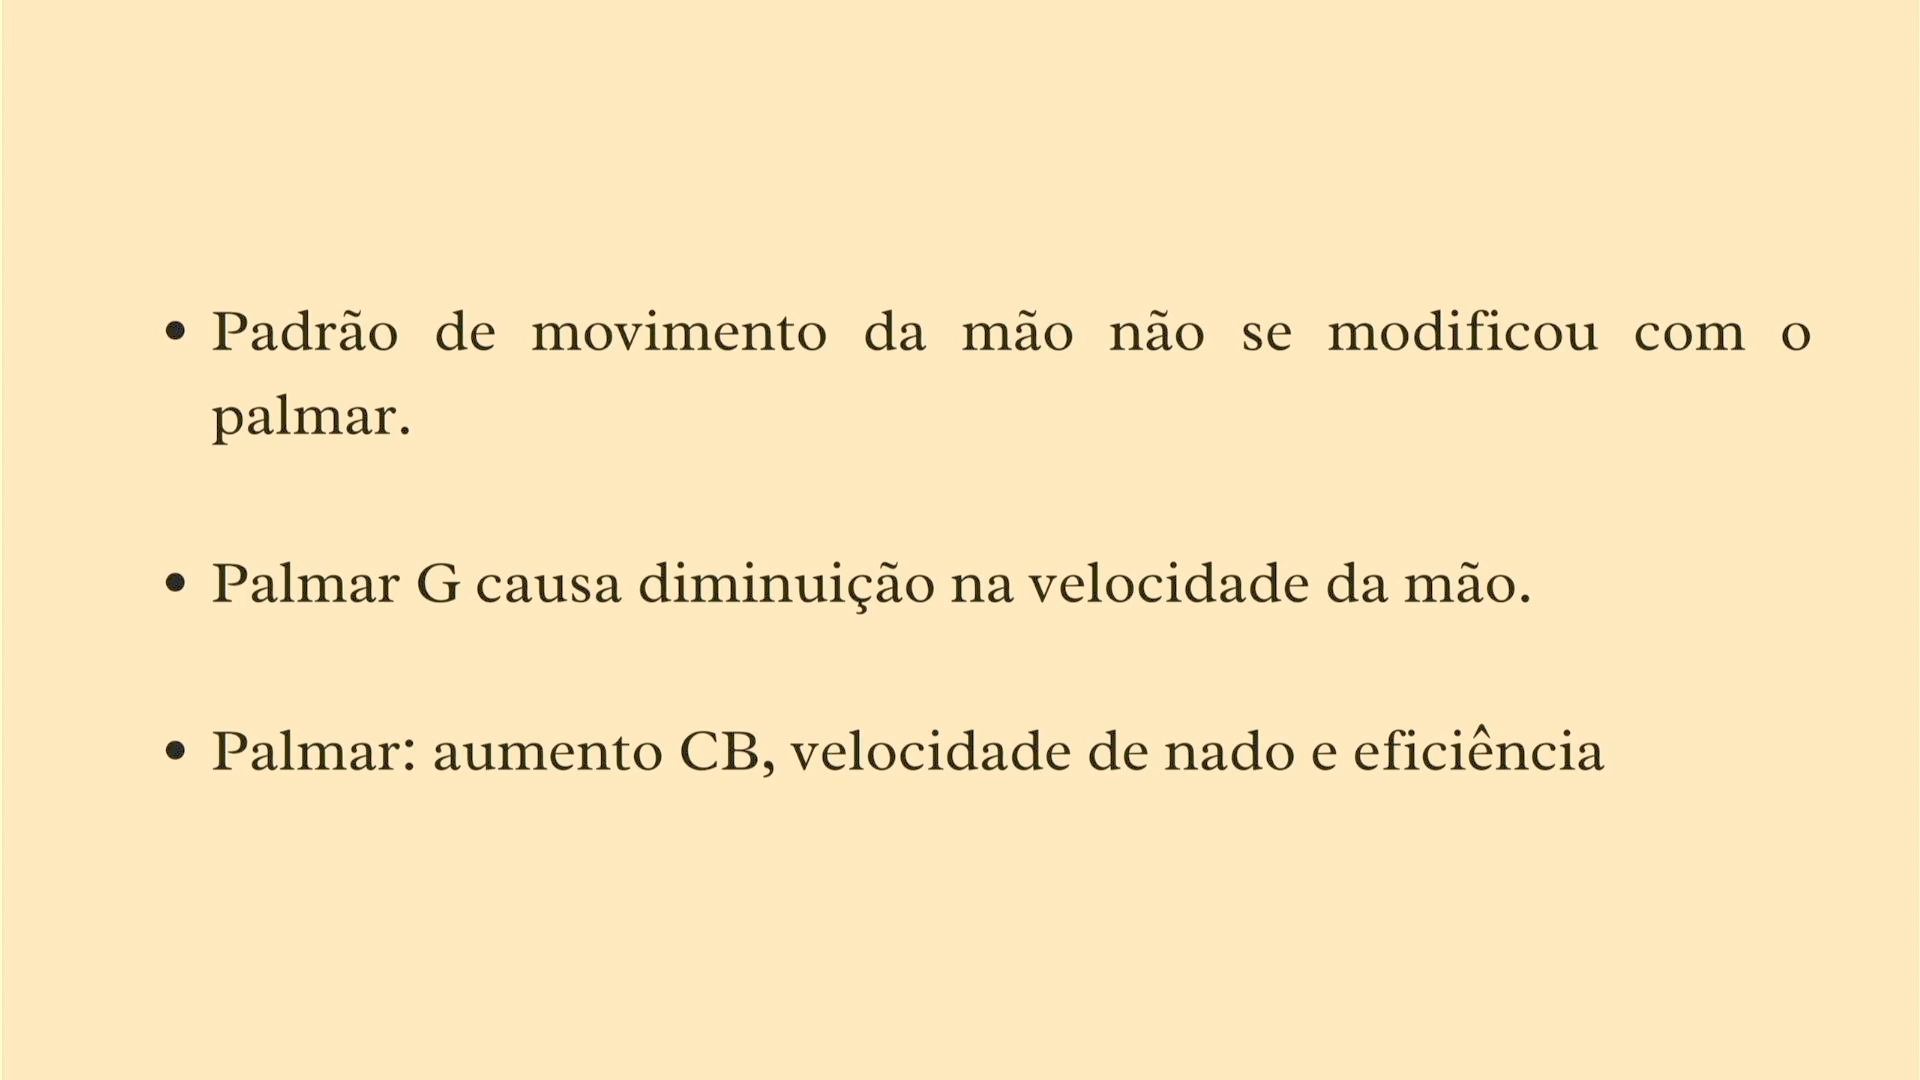 • Padrão de movimento da mão não se modificou com o
palmar.
• Palmar G causa diminuição na velocidade da mão.
• Palmar: aumento CB, velocidade de nado e eficiência